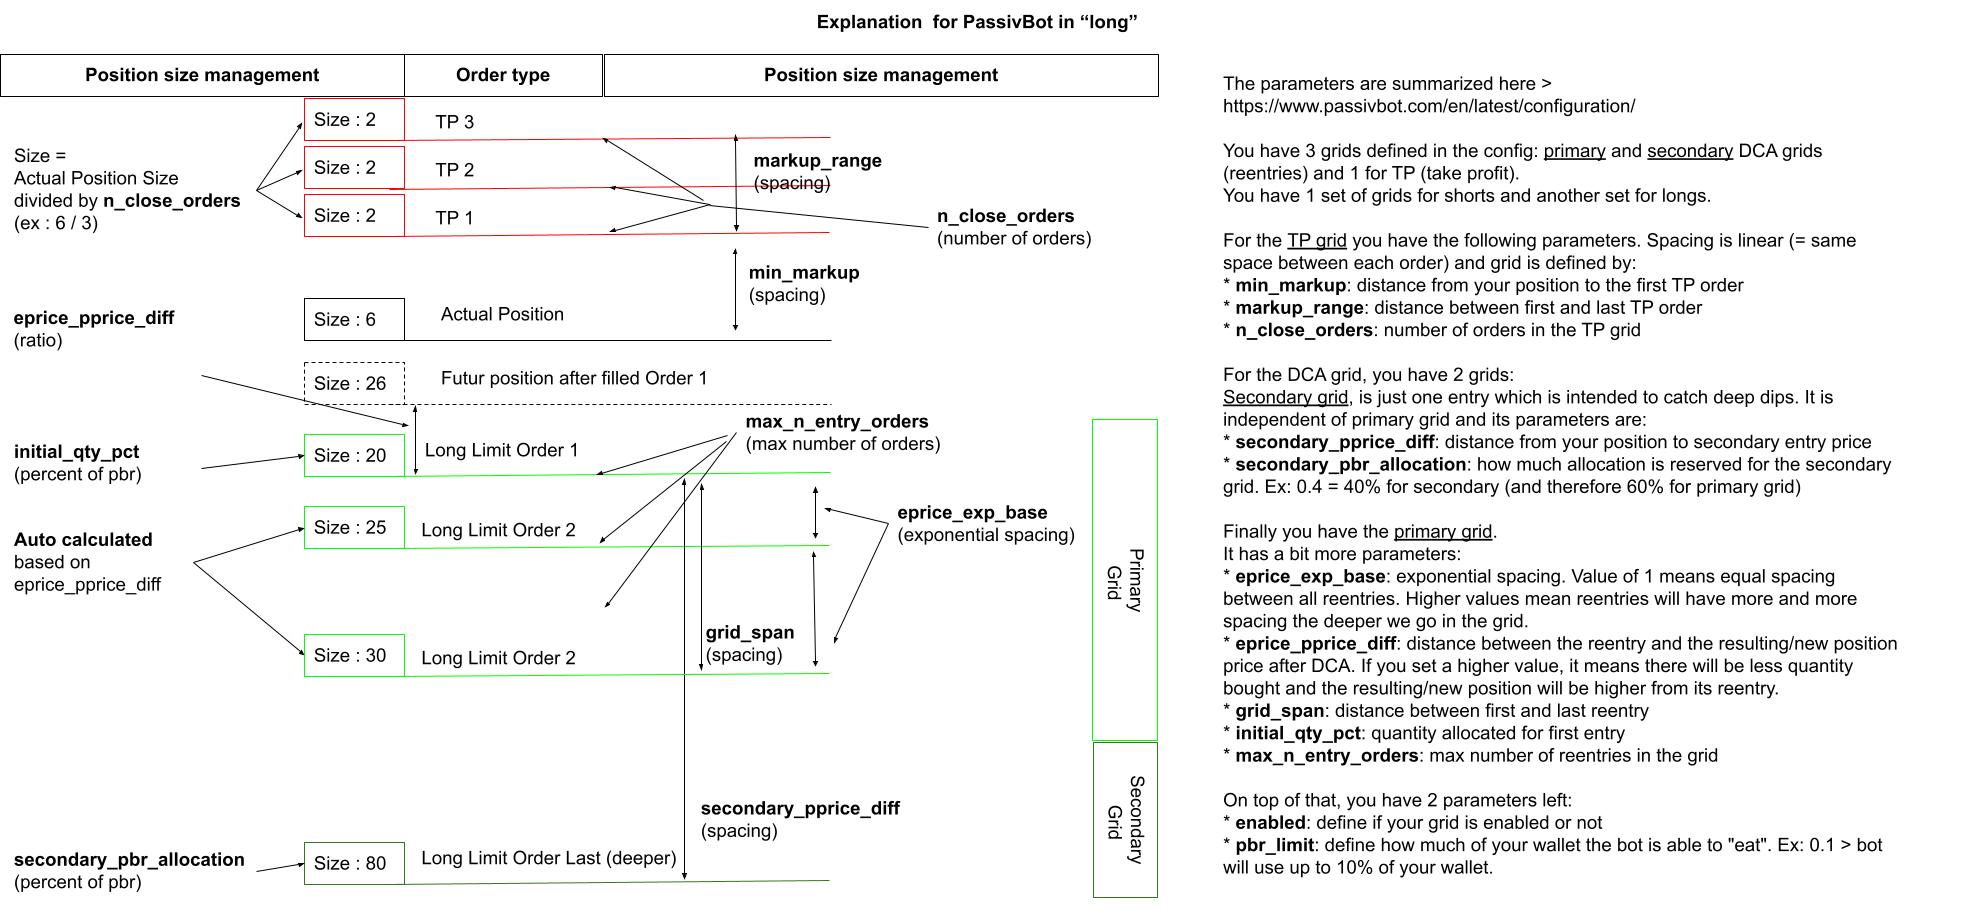 Explanation  for PassivBot in “long”
Position size management
Order type
Position size management
Size : 2
TP 3
Size : 2
TP 2
Size : 2
TP 1
Size =
Actual Position Size
divided by n_close_orders
(ex : 6 / 3)
markup_range
(spacing)
n_close_orders
(number of orders)
min_markup
(spacing)
eprice_pprice_diff
(ratio)
Size : 6
Actual Position
Size : 26
Futur position after filled Order 1
max_n_entry_orders
(max number of orders)
initial_qty_pct
(percent of pbr)
Size : 20
Long Limit Order 1
Size : 25
Long Limit Order 2
eprice_exp_base
(exponential spacing)
Auto calculated
based on
eprice_pprice_diff
Size : 30
Long Limit Order 2
grid_span
(spacing)
Primary
Grid
secondary_pprice_diff
(spacing)
Secondary
Grid
secondary_pbr_allocation
(percent of pbr)
Size : 80
Long Limit Order Last (deeper)
The parameters are summarized here >
https://www.passivbot.com/en/latest/configuration/
You have 3 grids defined in the config: primary and secondary DCA grids
(reentries) and 1 for TP (take profit).
You have 1 set of grids for shorts and another set for longs.
For the TP grid you have the following parameters. Spacing is linear (= same
space between each order) and grid is defined by:
* min_markup: distance from your position to the first TP order
* markup_range: distance between first and last TP order
* n_close_orders: number of orders in the TP grid
For the DCA grid, you have 2 grids:
Secondary grid, is just one entry which is intended to catch deep dips. It is
independent of primary grid and its parameters are:
* secondary_pprice_diff: distance from your position to secondary entry price
* secondary_pbr_allocation: how much allocation is reserved for the secondary
grid. Ex: 0.4 = 40% for secondary (and therefore 60% for primary grid)
Finally you have the primary grid.
It has a bit more parameters:
* eprice_exp_base: exponential spacing. Value of 1 means equal spacing
between all reentries. Higher values mean reentries will have more and more
spacing the deeper we go in the grid.
* eprice_pprice_diff: distance between the reentry and the resulting/new position
price after DCA. If you set a higher value, it means there will be less quantity
bought and the resulting/new position will be higher from its reentry.
* grid_span: distance between first and last reentry
* initial_qty_pct: quantity allocated for first entry
* max_n_entry_orders: max number of reentries in the grid
On top of that, you have 2 parameters left:
* enabled: define if your grid is enabled or not
* pbr_limit: define how much of your wallet the bot is able to "eat". Ex: 0.1 > bot
will use up to 10% of your wallet.